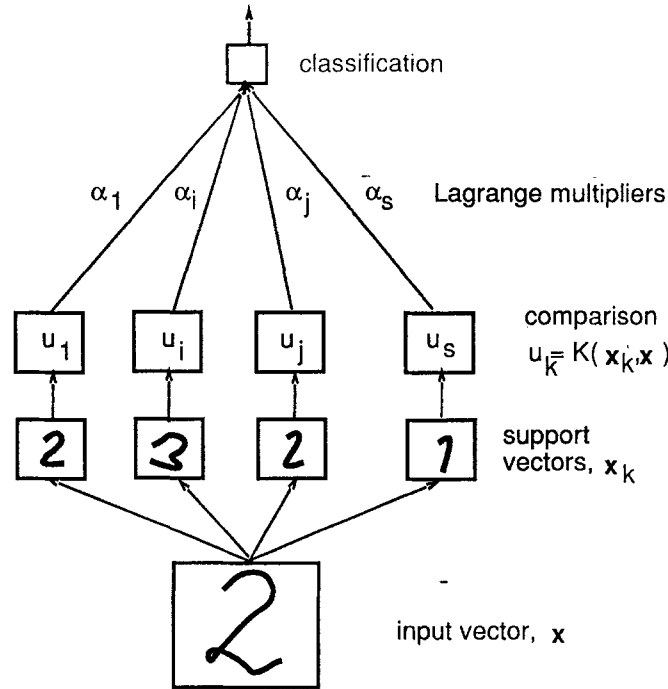 classification
α₁ αᵢ αⱼ αₛ Lagrange multipliers
u₁ uᵢ uⱼ uₛ comparison
uₖ= K( xₖ,x )
2 3 2 1 support
vectors, xₖ
2
input vector, x